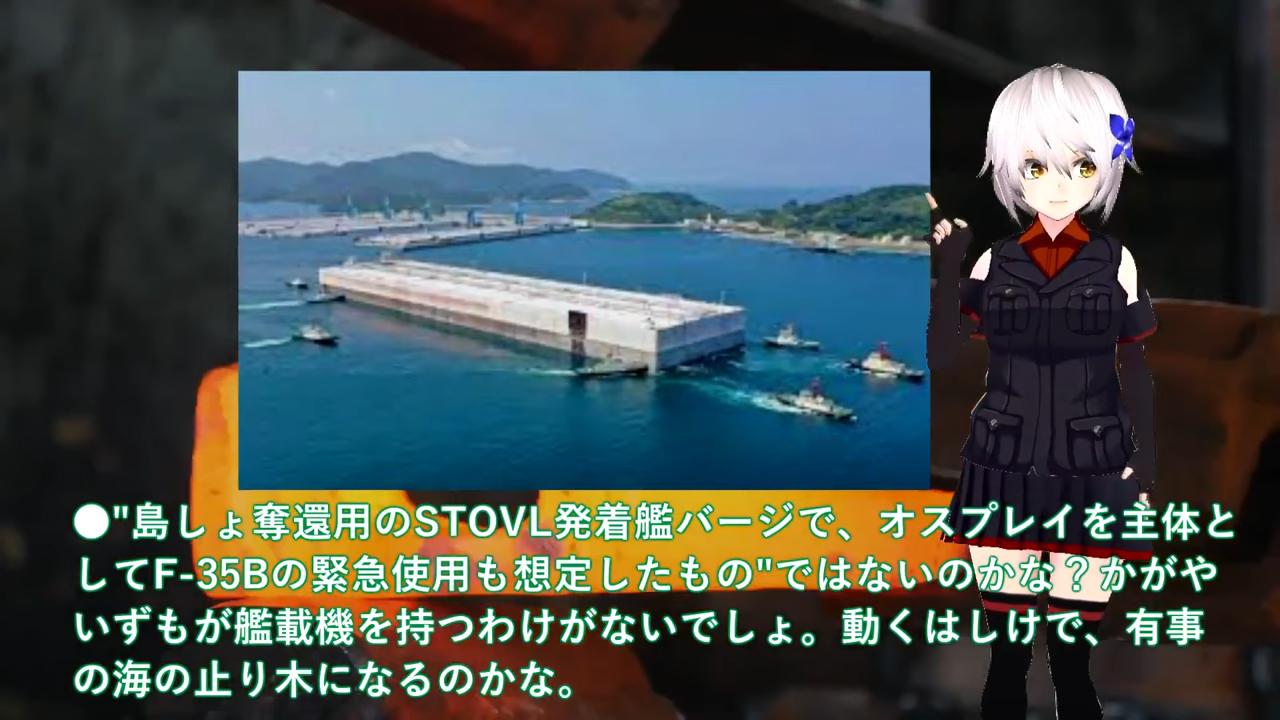 ●"島しょ奪還用のSTOVL発着艦バージで、オスプレイを主体と
してF-35Bの緊急使用も想定したもの"ではないのかな？かがや
いずもが艦載機を持つわけがないでしょ。動くはしけで、有事
の海の止り木になるのかな。